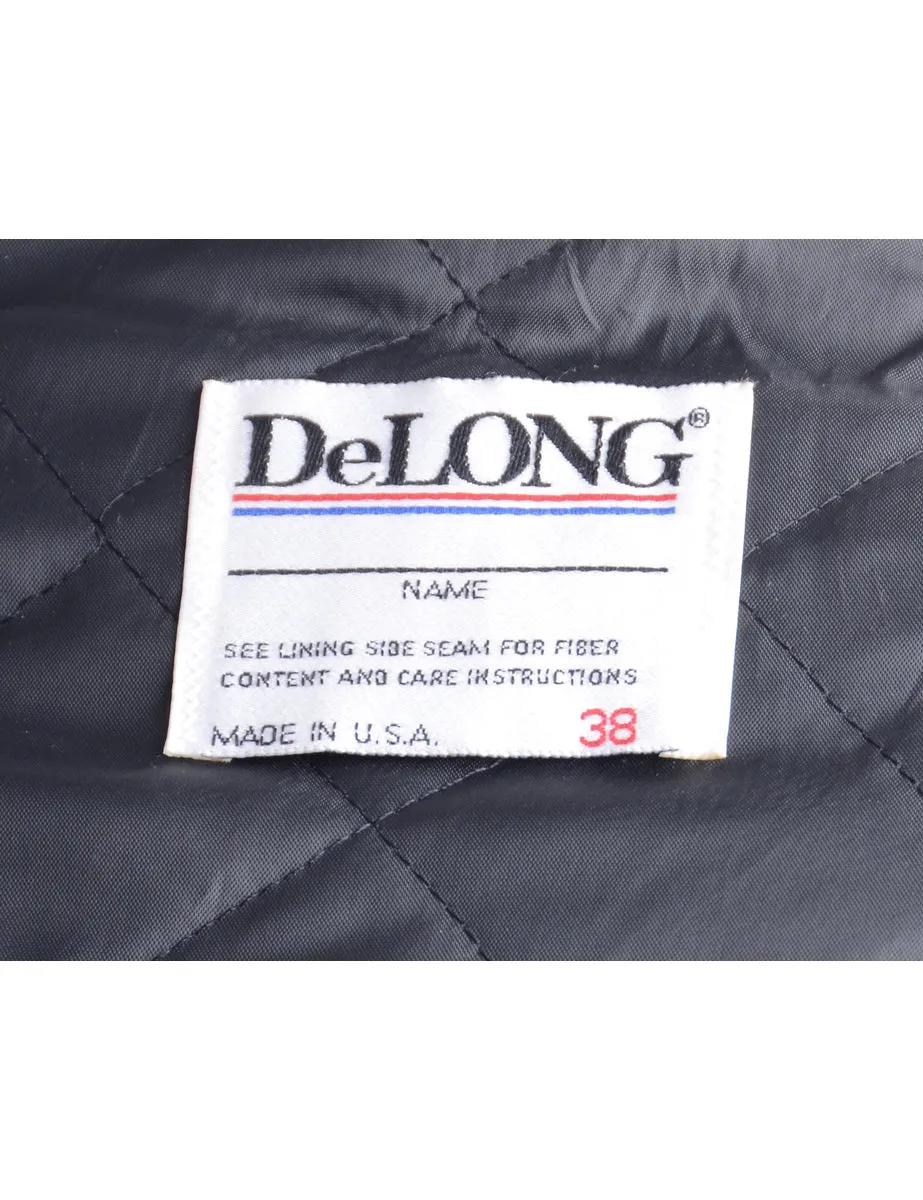 DeLONG®
NAME
SEE LINING SIDE SEAM FOR FIBER
CONTENT AND CARE INSTRUCTIONS
MADE IN U.S.A. 38